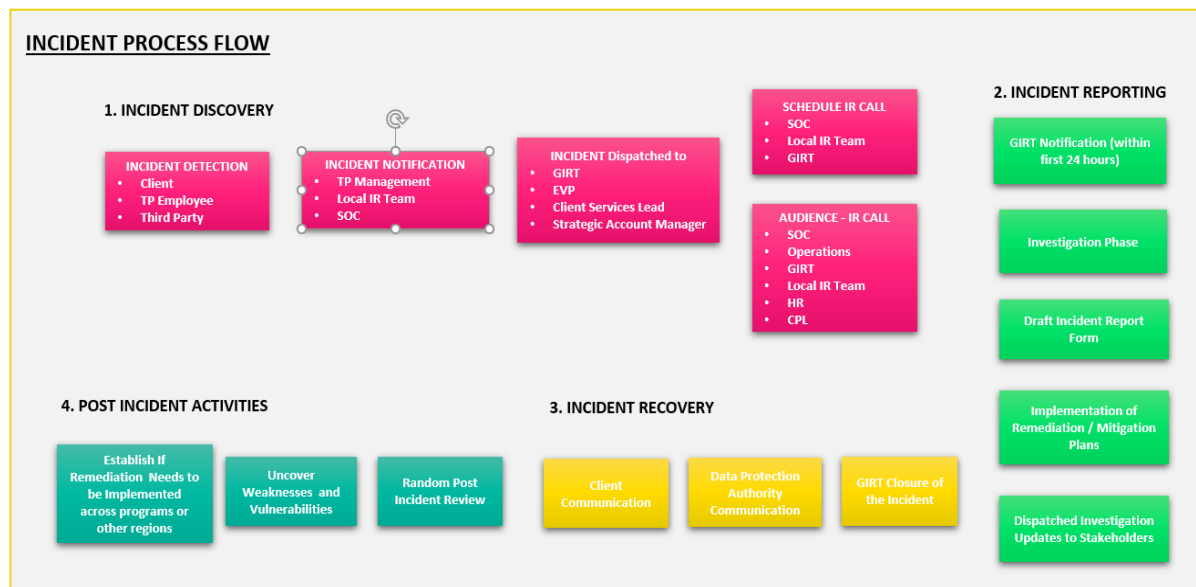 INCIDENT PROCESS FLOW
1. INCIDENT DISCOVERY
INCIDENT DETECTION
• Client
• TP Employee
• Third Party
INCIDENT NOTIFICATION
• TP Management
• Local IR Team
• SOC
INCIDENT Dispatched to
• GIRT
• EVP
• Client Services Lead
• Strategic Account Manager
SCHEDULE IR CALL
• SOC
• Local IR Team
• GIRT
AUDIENCE - IR CALL
• SOC
• Operations
• GIRT
• Local IR Team
• HR
• CPL
2. INCIDENT REPORTING
GIRT Notification (within
first 24 hours)
Investigation Phase
Draft Incident Report
Form
Implementation of
Remediation / Mitigation
Plans
Dispatched Investigation
Updates to Stakeholders
3. INCIDENT RECOVERY
Client
Communication
Data Protection
Authority
Communication
GIRT Closure of
the Incident
4. POST INCIDENT ACTIVITIES
Establish If
Remediation Needs to
be Implemented
across programs or
other regions
Uncover
Weaknesses and
Vulnerabilities
Random Post
Incident Review